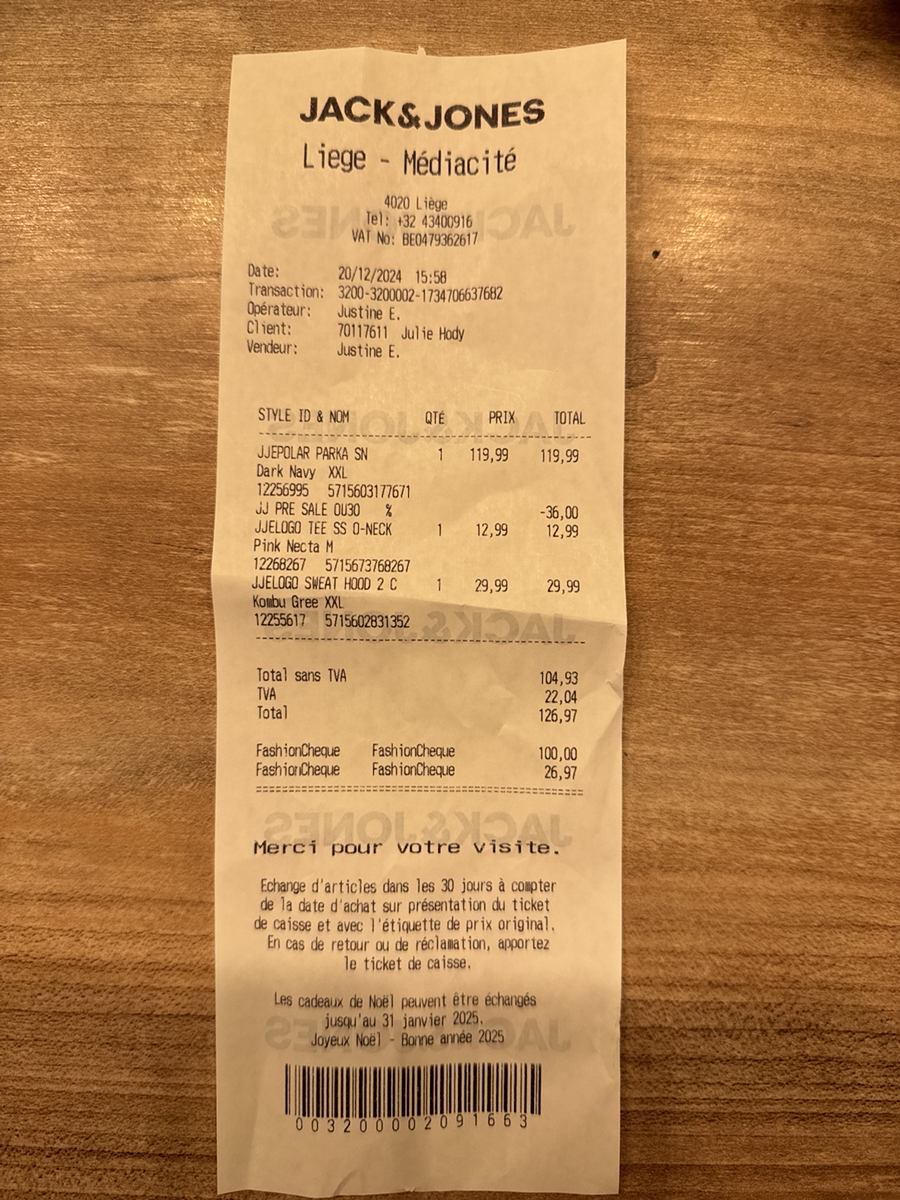 JACK&JONES
Liege - Médiacité
4020 Liège
Tel: +32 43400916
VAT No: BE0479362617
Date: 20/12/2024 15:58
Transaction: 3200-3200002-1734706637682
Opérateur: Justine E.
Client: 70117611 Julie Hody
Vendeur: Justine E.
STYLE ID & NOM QTÉ PRIX TOTAL
JJEPOLAR PARKA SN 1 119,99 119,99
Dark Navy XXL
12256995 5715603177671
JJ PRE SALE OU30 % -36,00
JJELOGO TEE SS O-NECK 1 12,99 12,99
Pink Necta M
12268267 5715673768267
JJELOGO SWEAT HOOD 2 C 1 29,99 29,99
Kombu Gree XXL
12255617 5715602831352
Total sans TVA 104,93
TVA 22,04
Total 126,97
FashionCheque FashionCheque 100,00
FashionCheque FashionCheque 26,97
Merci pour votre visite.
Echange d'articles dans les 30 jours à compter
de la date d'achat sur présentation du ticket
de caisse et avec l'étiquette de prix original.
En cas de retour ou de réclamation, apportez
le ticket de caisse.
Les cadeaux de Noël peuvent être échangés
jusqu'au 31 janvier 2025.
Joyeux Noël - Bonne année 2025
003200002091663